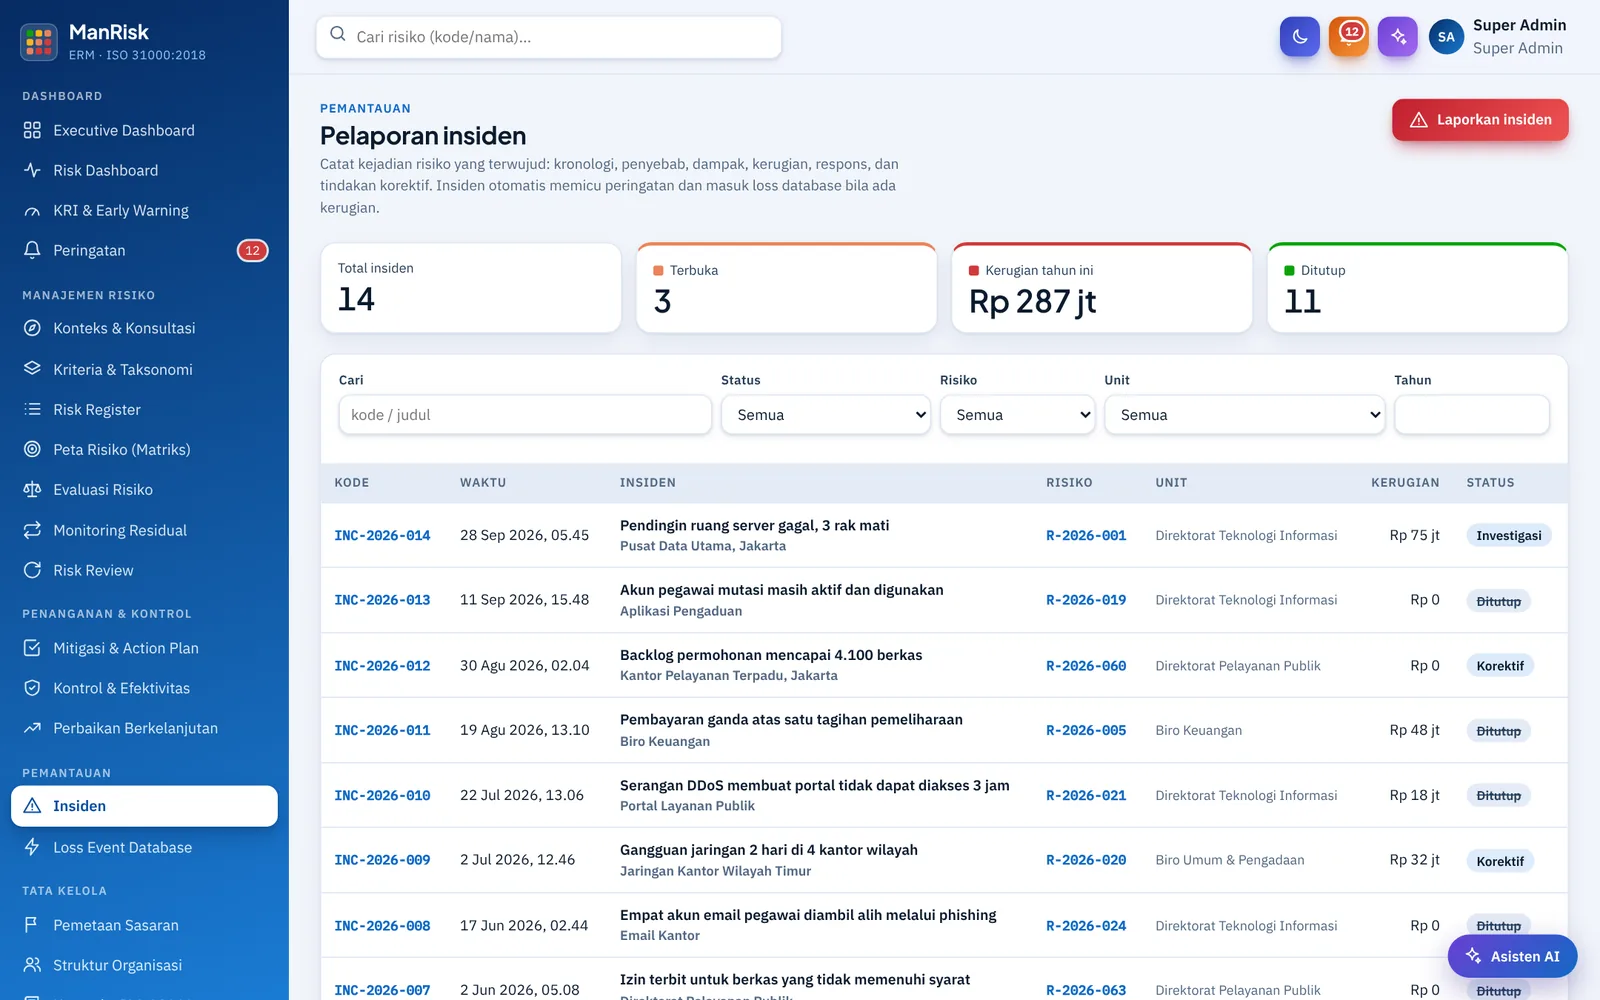 ManRisk
ERM · ISO 31000:2018
DASHBOARD
Executive Dashboard
Risk Dashboard
KRI & Early Warning
Peringatan
12
MANAJEMEN RISIKO
Konteks & Konsultasi
Kriteria & Taksonomi
Risk Register
Peta Risiko (Matriks)
Evaluasi Risiko
Monitoring Residual
Risk Review
PENANGANAN & KONTROL
Mitigasi & Action Plan
Kontrol & Efektivitas
Perbaikan Berkelanjutan
PEMANTAUAN
Insiden
Loss Event Database
TATA KELOLA
Pemetaan Sasaran
Struktur Organisasi
Cari risiko (kode/nama)...
12
SA
Super Admin
Super Admin
PEMANTAUAN
Pelaporan insiden
Catat kejadian risiko yang terwujud: kronologi, penyebab, dampak, kerugian, respons, dan
tindakan korektif. Insiden otomatis memicu peringatan dan masuk loss database bila ada
kerugian.
Laporkan insiden
Total insiden
14
Terbuka
3
Kerugian tahun ini
Rp 287 jt
Ditutup
11
Cari Status Risiko Unit Tahun
kode / judul Semua Semua Semua
KODE WAKTU INSIDEN RISIKO UNIT KERUGIAN STATUS
INC-2026-014 28 Sep 2026, 05.45 Pendingin ruang server gagal, 3 rak mati R-2026-001 Direktorat Teknologi Informasi Rp 75 jt Investigasi
Pusat Data Utama, Jakarta
INC-2026-013 11 Sep 2026, 15.48 Akun pegawai mutasi masih aktif dan digunakan R-2026-019 Direktorat Teknologi Informasi Rp 0 Ditutup
Aplikasi Pengaduan
INC-2026-012 30 Agu 2026, 02.04 Backlog permohonan mencapai 4.100 berkas R-2026-060 Direktorat Pelayanan Publik Rp 0 Korektif
Kantor Pelayanan Terpadu, Jakarta
INC-2026-011 19 Agu 2026, 13.10 Pembayaran ganda atas satu tagihan pemeliharaan R-2026-005 Biro Keuangan Rp 48 jt Ditutup
Biro Keuangan
INC-2026-010 22 Jul 2026, 13.06 Serangan DDoS membuat portal tidak dapat diakses 3 jam R-2026-021 Direktorat Teknologi Informasi Rp 18 jt Ditutup
Portal Layanan Publik
INC-2026-009 2 Jul 2026, 12.46 Gangguan jaringan 2 hari di 4 kantor wilayah R-2026-020 Biro Umum & Pengadaan Rp 32 jt Korektif
Jaringan Kantor Wilayah Timur
INC-2026-008 17 Jun 2026, 02.44 Empat akun email pegawai diambil alih melalui phishing R-2026-024 Direktorat Teknologi Informasi Rp 0 Ditutup
Email Kantor
INC-2026-007 2 Jun 2026, 05.08 Izin terbit untuk berkas yang tidak memenuhi syarat R-2026-063 Direktorat Pelayanan Publik Rp 0 Ditutup
Direktorat Pelayanan Publik
Asisten AI